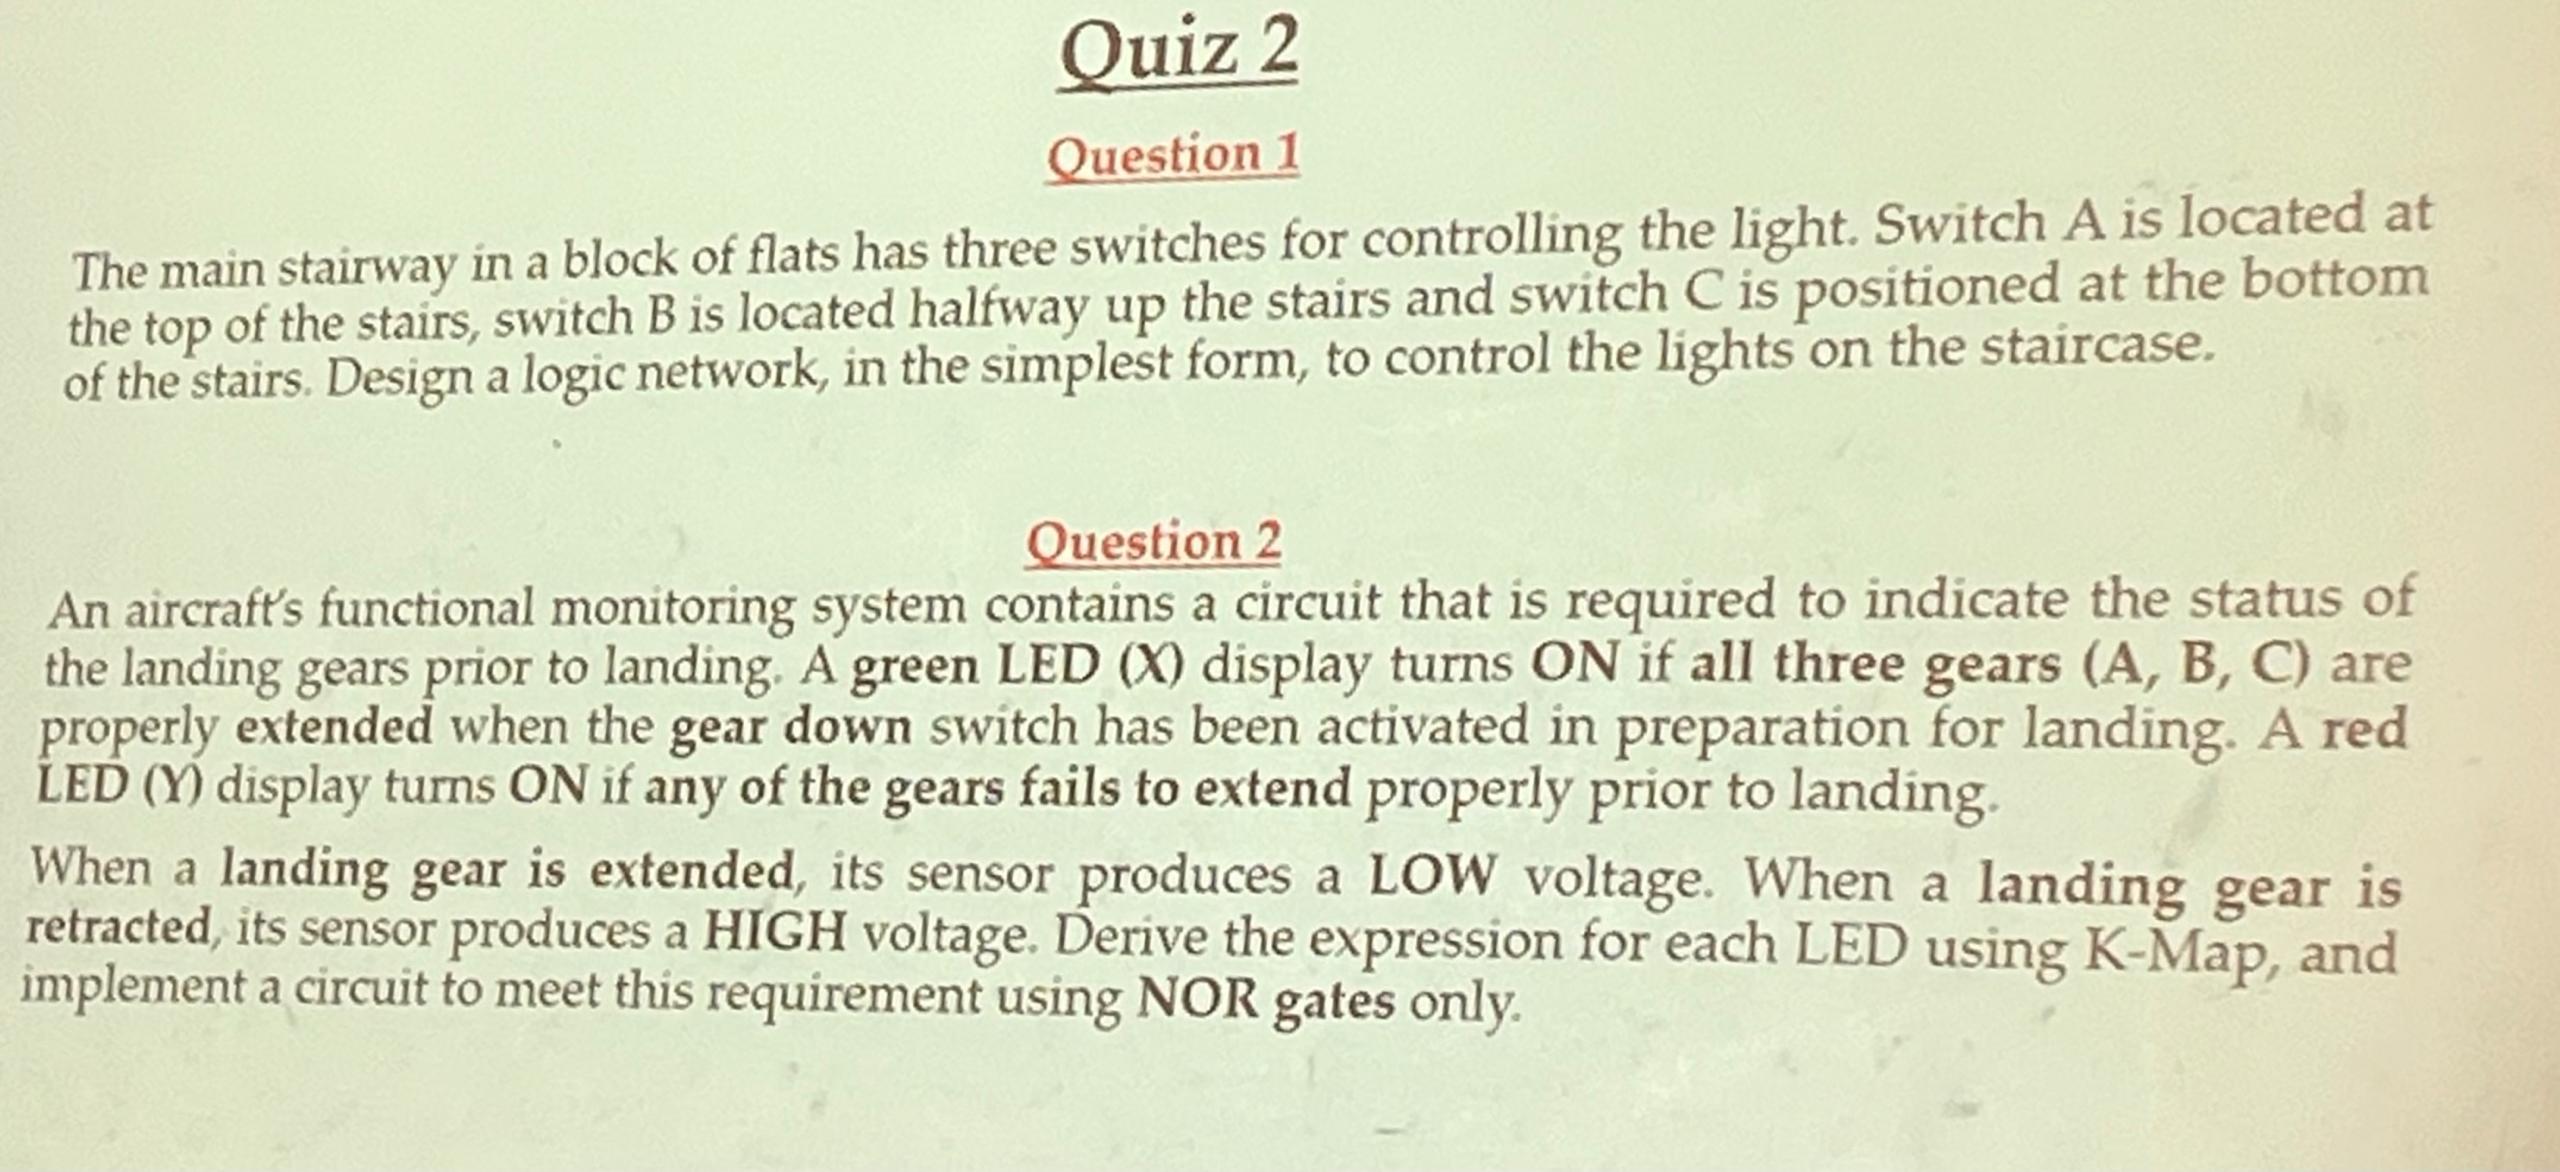 Quiz 2
Question 1
The main stairway in a block of flats has three switches for controlling the light. Switch A is located at
the top of the stairs, switch B is located halfway up the stairs and switch C is positioned at the bottom
of the stairs. Design a logic network, in the simplest form, to control the lights on the staircase.
Question 2
An aircraft's functional monitoring system contains a circuit that is required to indicate the status of
the landing gears prior to landing. A green LED (X) display turns ON if all three gears (A, B, C) are
properly extended when the gear down switch has been activated in preparation for landing. A red
LED (Y) display turns ON if any of the gears fails to extend properly prior to landing.
When a landing gear is extended, its sensor produces a LOW voltage. When a landing gear is
retracted, its sensor produces a HIGH voltage. Derive the expression for each LED using K-Map, and
implement a circuit to meet this requirement using NOR gates only.